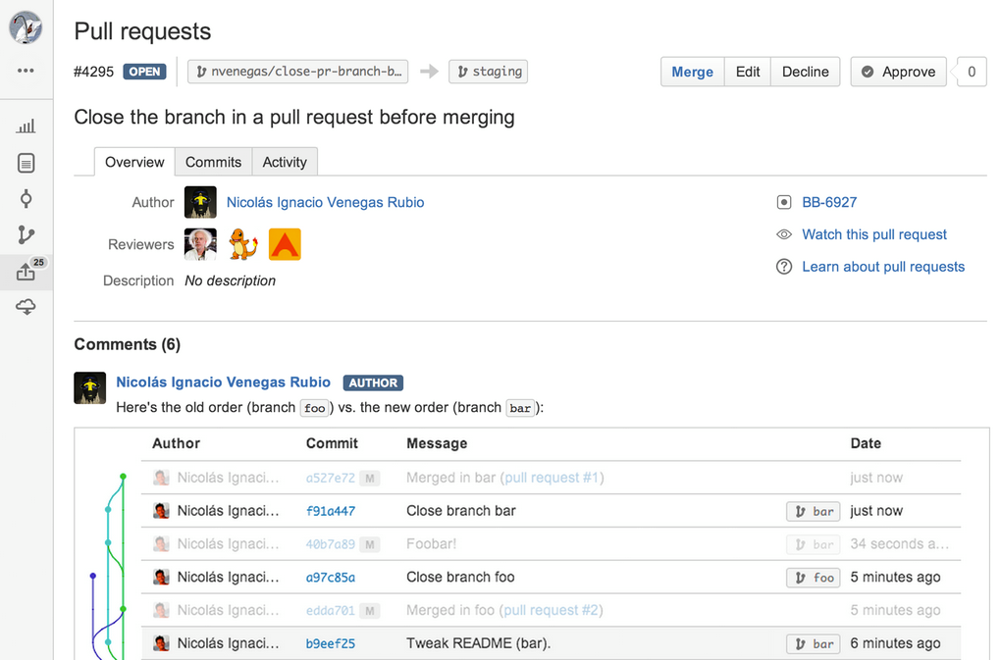 Pull requests
#4295 OPEN nvenegas/close-pr-branch-b… staging Merge Edit Decline Approve 0
Close the branch in a pull request before merging
Overview Commits Activity
Author Nicolás Ignacio Venegas Rubio BB-6927
Watch this pull request
Reviewers
25
Learn about pull requests
Description No description
Comments (6)
Nicolás Ignacio Venegas Rubio AUTHOR
Here's the old order (branch foo) vs. the new order (branch bar):
Author Commit Message Date
Nicolás Ignaci… a527e72 M Merged in bar (pull request #1) just now
Nicolás Ignaci… f91a447 Close branch bar bar just now
Nicolás Ignaci… 40b7a89 M Foobar! bar 34 seconds a…
Nicolás Ignaci… a97c85a Close branch foo foo 5 minutes ago
Nicolás Ignaci… edda701 M Merged in foo (pull request #2) 5 minutes ago
Nicolás Ignaci… b9eef25 Tweak README (bar). bar 6 minutes ago